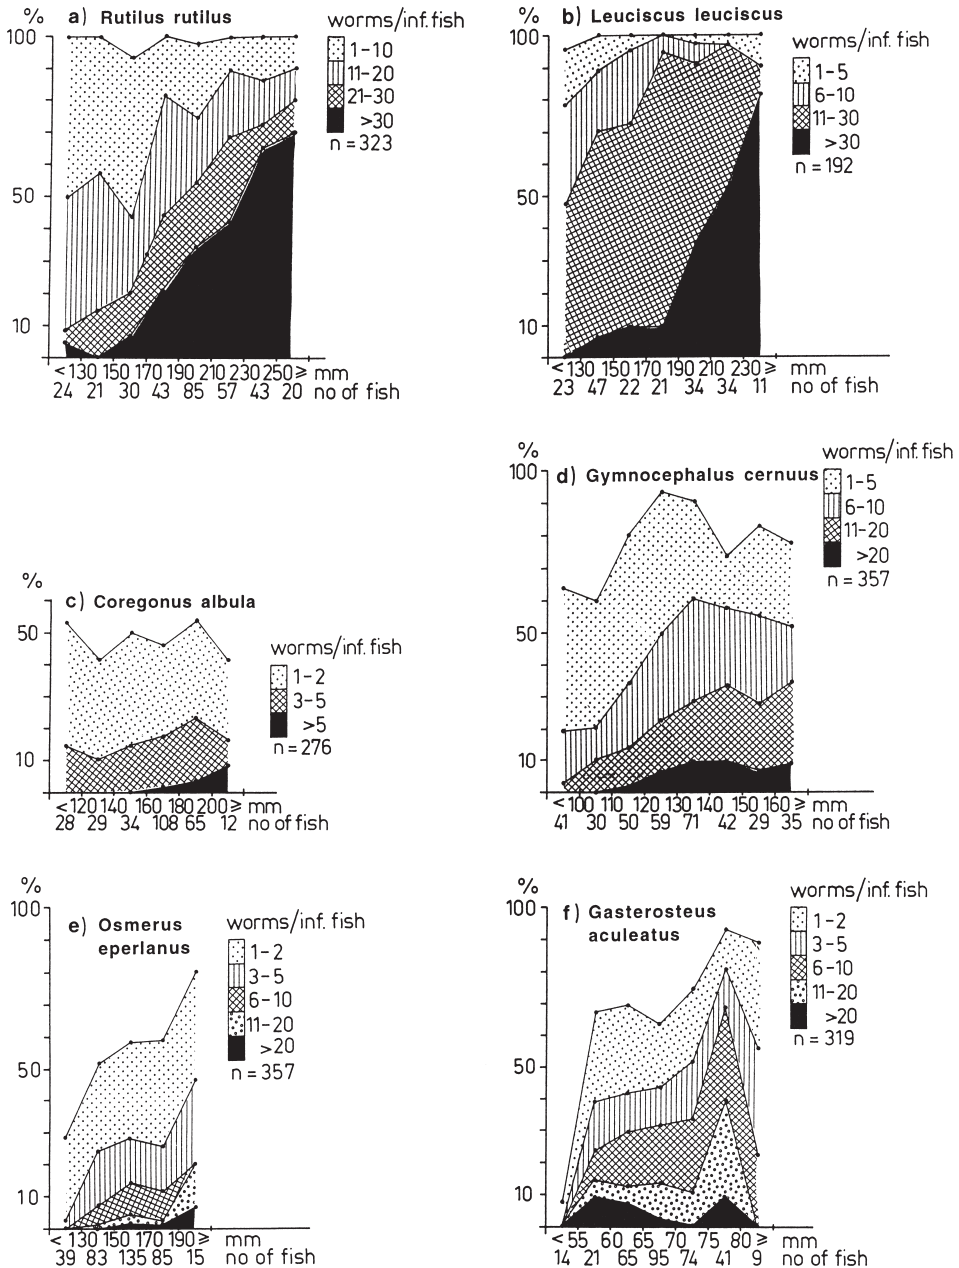 %
a) Rutilus rutilus
worms/inf. fish
100
1-10
11-20
21-30
>30
n = 323
50
10
< 130 150 170 190 210 230 250 ≥ mm
24 21 30 43 85 57 43 20 no of fish
%
b) Leuciscus leuciscus
worms/inf. fish
100
1-5
6-10
11-30
>30
n = 192
50
10
< 130 150 170 190 210 230 ≥ mm
23 47 22 21 34 34 11 no of fish
%
c) Coregonus albula
50
worms/inf. fish
1-2
3-5
>5
n = 276
10
< 120 140 160 180 200 ≥ mm
28 29 34 108 65 12 no of fish
%
worms/inf. fish
100
d) Gymnocephalus cernuus
1-5
6-10
11-20
>20
n = 357
50
10
< 100 110 120 130 140 150 160 ≥ mm
41 30 50 59 71 42 29 35 no of fish
%
100
e) Osmerus
eperlanus
worms/inf. fish
1-2
3-5
6-10
11-20
>20
n = 357
50
10
< 130 150 170 190 ≥ mm
39 83 135 85 15 no of fish
%
worms/inf. fish
100
f) Gasterosteus
aculeatus
1-2
3-5
6-10
11-20
>20
n = 319
50
10
< 55 60 65 70 75 80 ≥ mm
14 21 65 95 74 41 9 no of fish